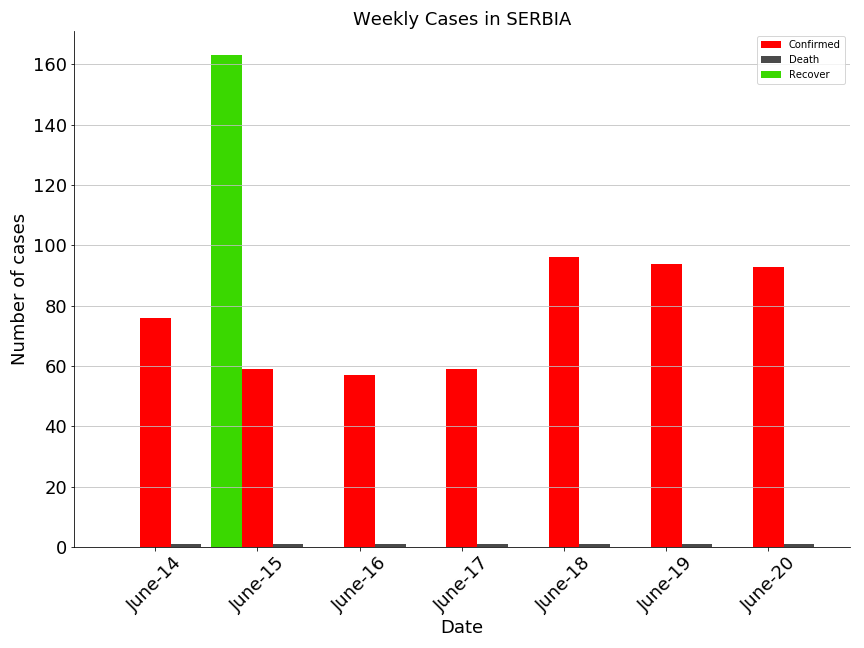 Weekly Cases in SERBIA
Confirmed
Death
Recover
Number of cases
160
140
120
100
80
60
40
20
0
June-14
June-15
June-16
June-17
June-18
June-19
June-20
Date